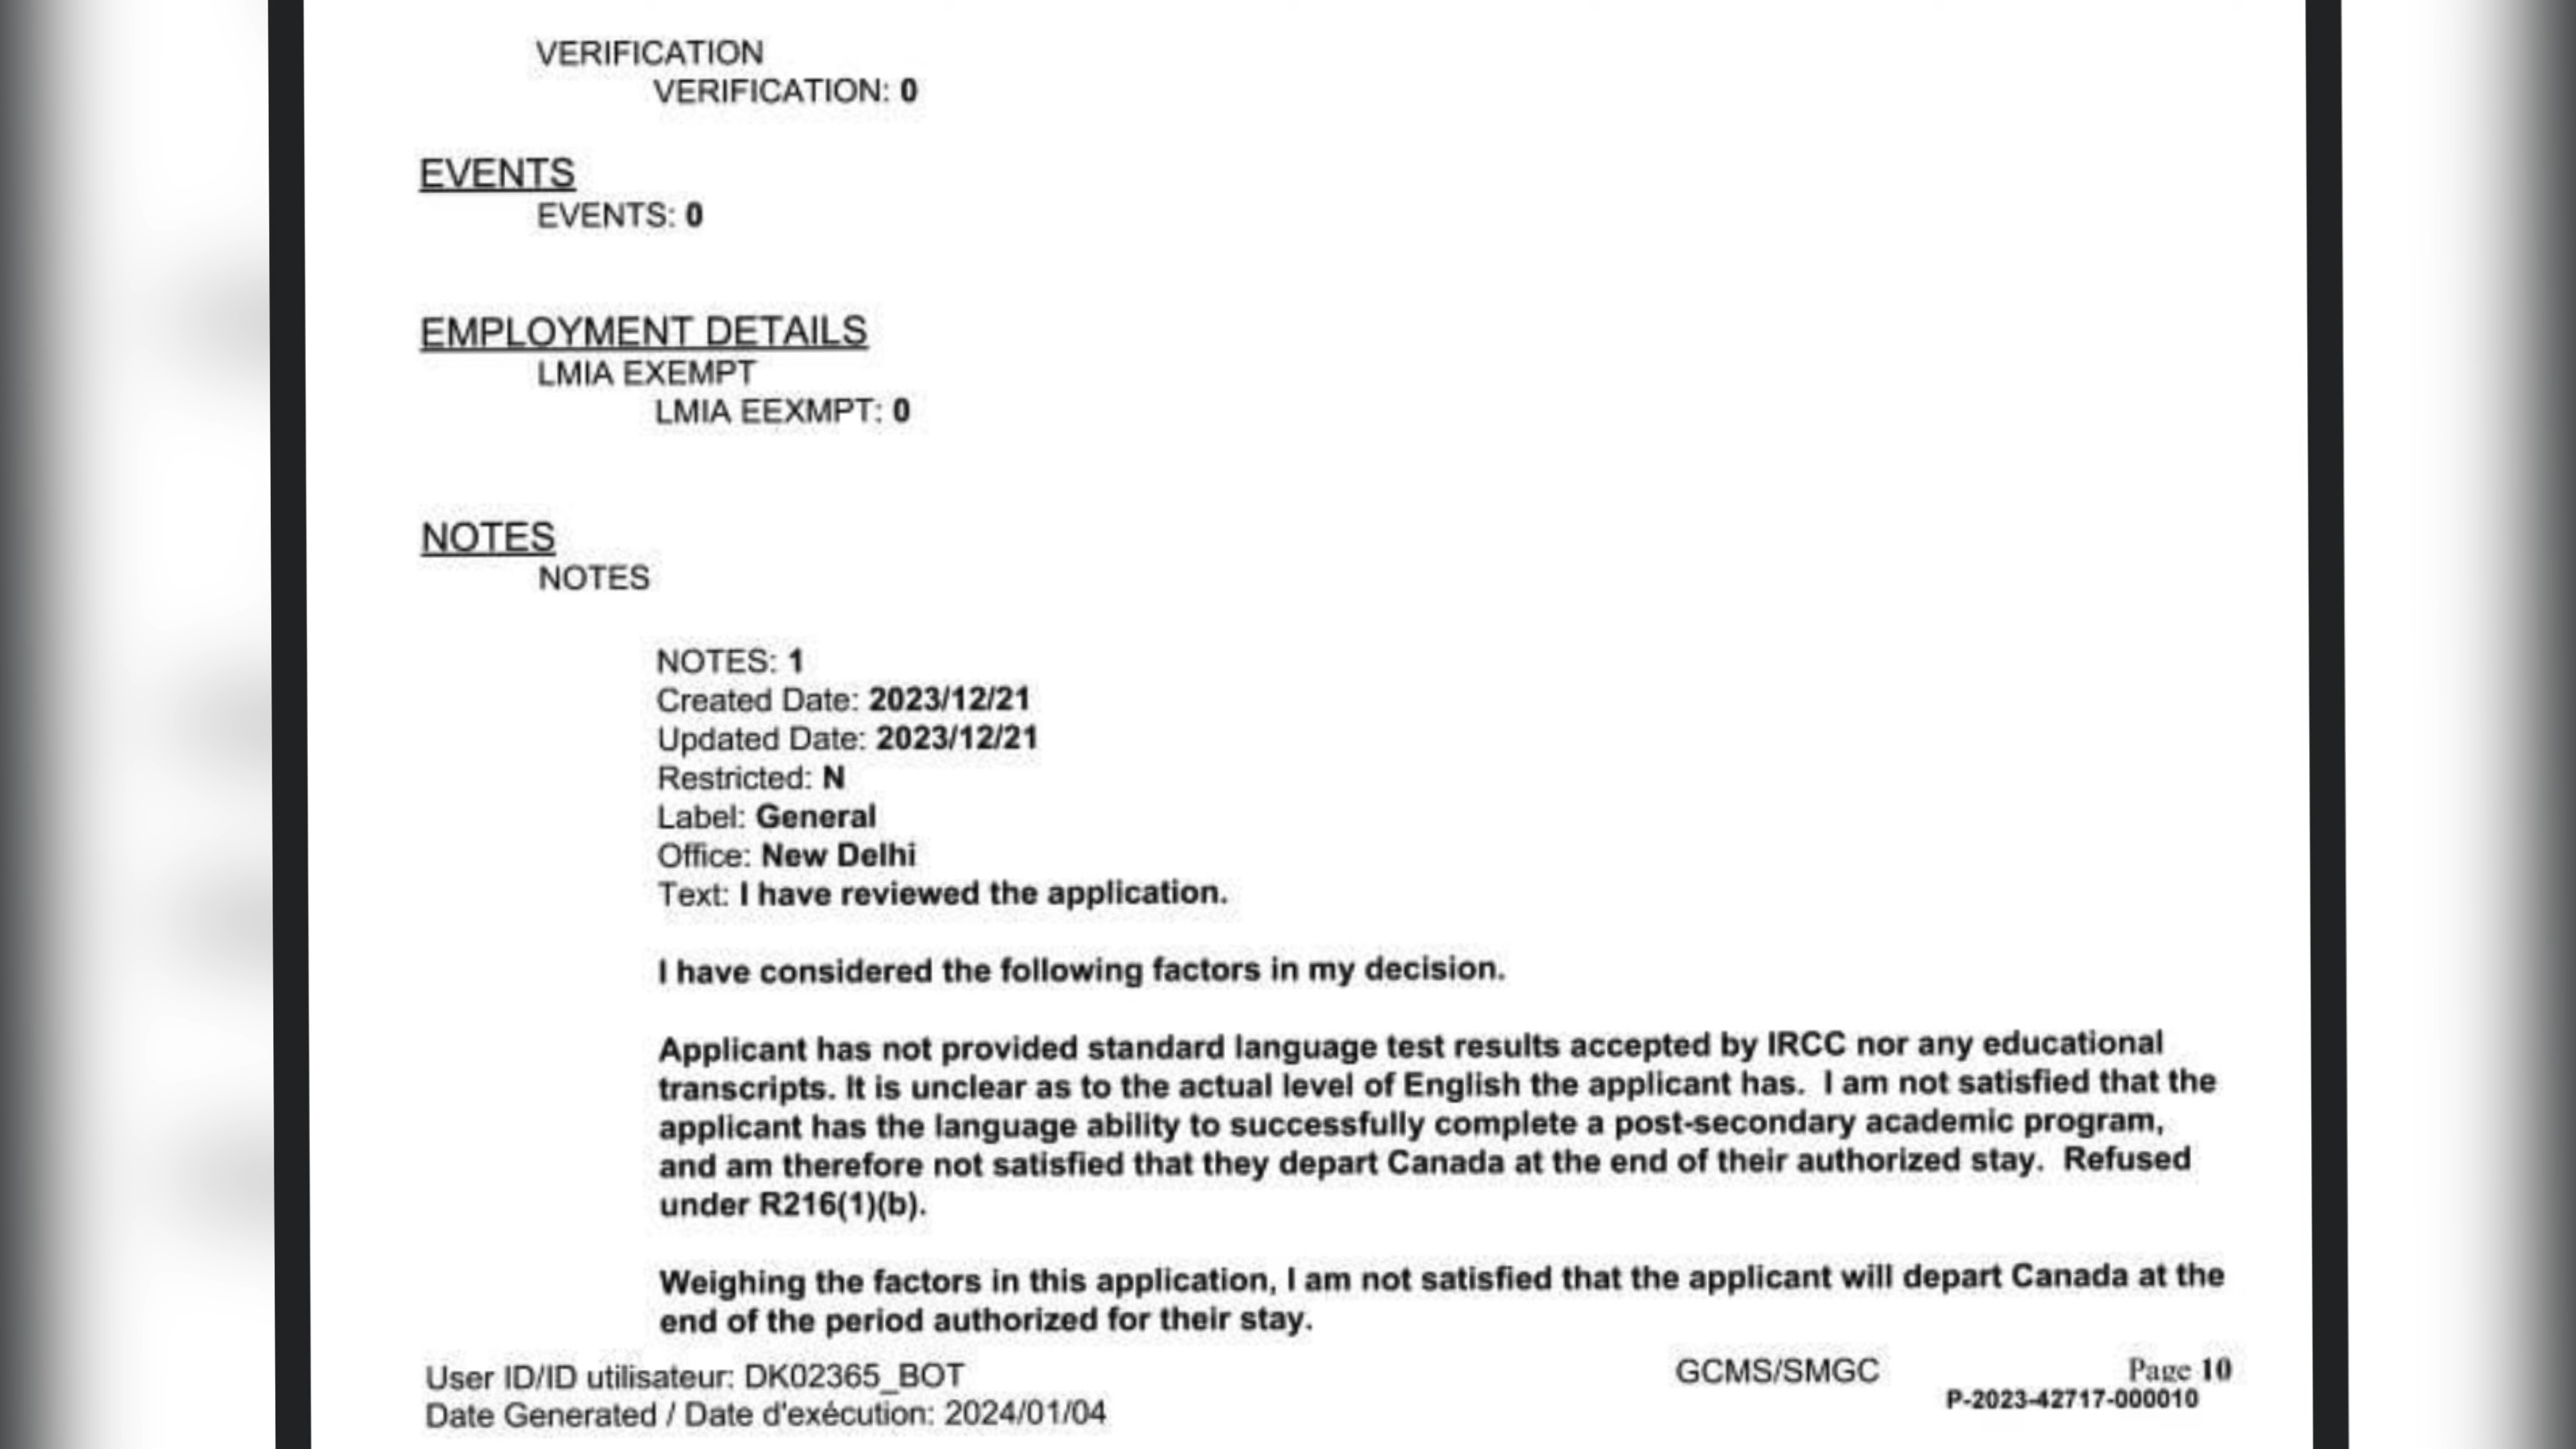 VERIFICATION
VERIFICATION: 0
EVENTS
EVENTS: 0
EMPLOYMENT DETAILS
LMIA EXEMPT
LMIA EEXMPT: 0
NOTES
NOTES
NOTES: 1
Created Date: 2023/12/21
Updated Date: 2023/12/21
Restricted: N
Label: General
Office: New Delhi
Text: I have reviewed the application.
I have considered the following factors in my decision.
Applicant has not provided standard language test results accepted by IRCC nor any educational
transcripts. It is unclear as to the actual level of English the applicant has.  I am not satisfied that the
applicant has the language ability to successfully complete a post-secondary academic program,
and am therefore not satisfied that they depart Canada at the end of their authorized stay.  Refused
under R216(1)(b).
Weighing the factors in this application, I am not satisfied that the applicant will depart Canada at the
end of the period authorized for their stay.
User ID/ID utilisateur: DK02365_BOT
GCMS/SMGC
Page 10
P-2023-42717-000010
Date Generated / Date d'exécution: 2024/01/04